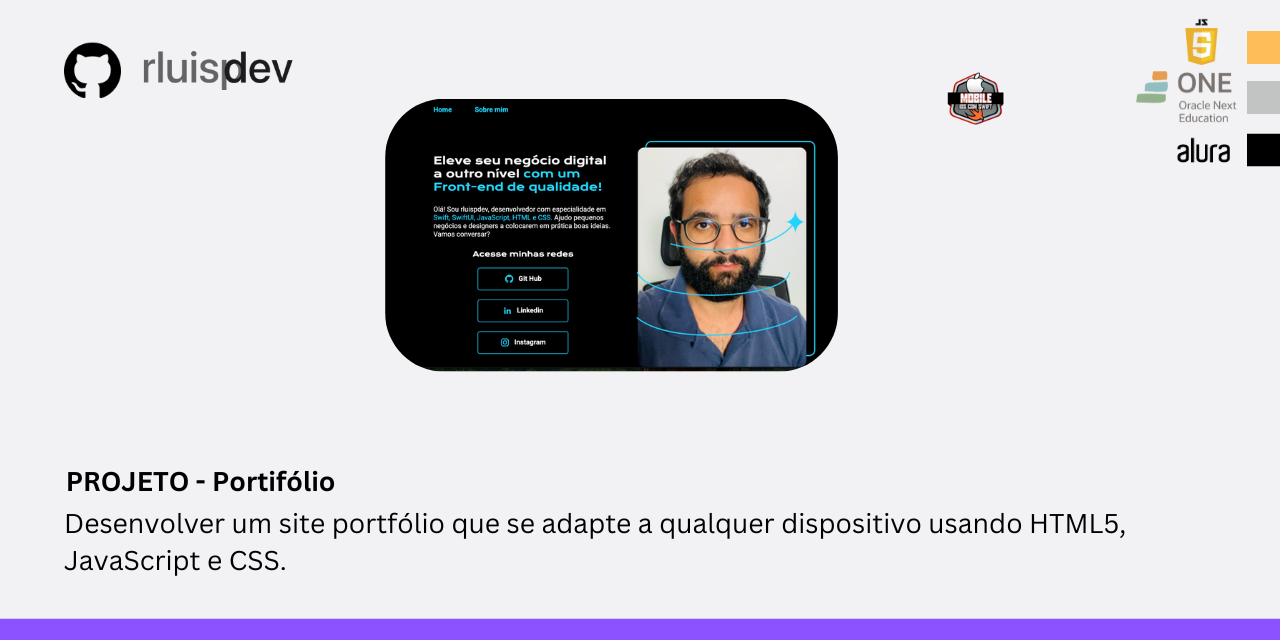 rluispdev
JS
ONE
Oracle Next
Education
alura
MOBILE
IOS COM SWIFT
Home
Sobre mim
Eleve seu negócio digital
a outro nível com um
Front-end de qualidade!
Olá! Sou rluispdev, desenvolvedor com especialidade em
Swift, SwiftUI, JavaScript, HTML e CSS. Ajudo pequenos
negócios e designers a colocarem em prática boas ideias.
Vamos conversar?
Acesse minhas redes
Git Hub
Linkedin
Instagram
PROJETO - Portifólio
Desenvolver um site portfólio que se adapte a qualquer dispositivo usando HTML5,
JavaScript e CSS.